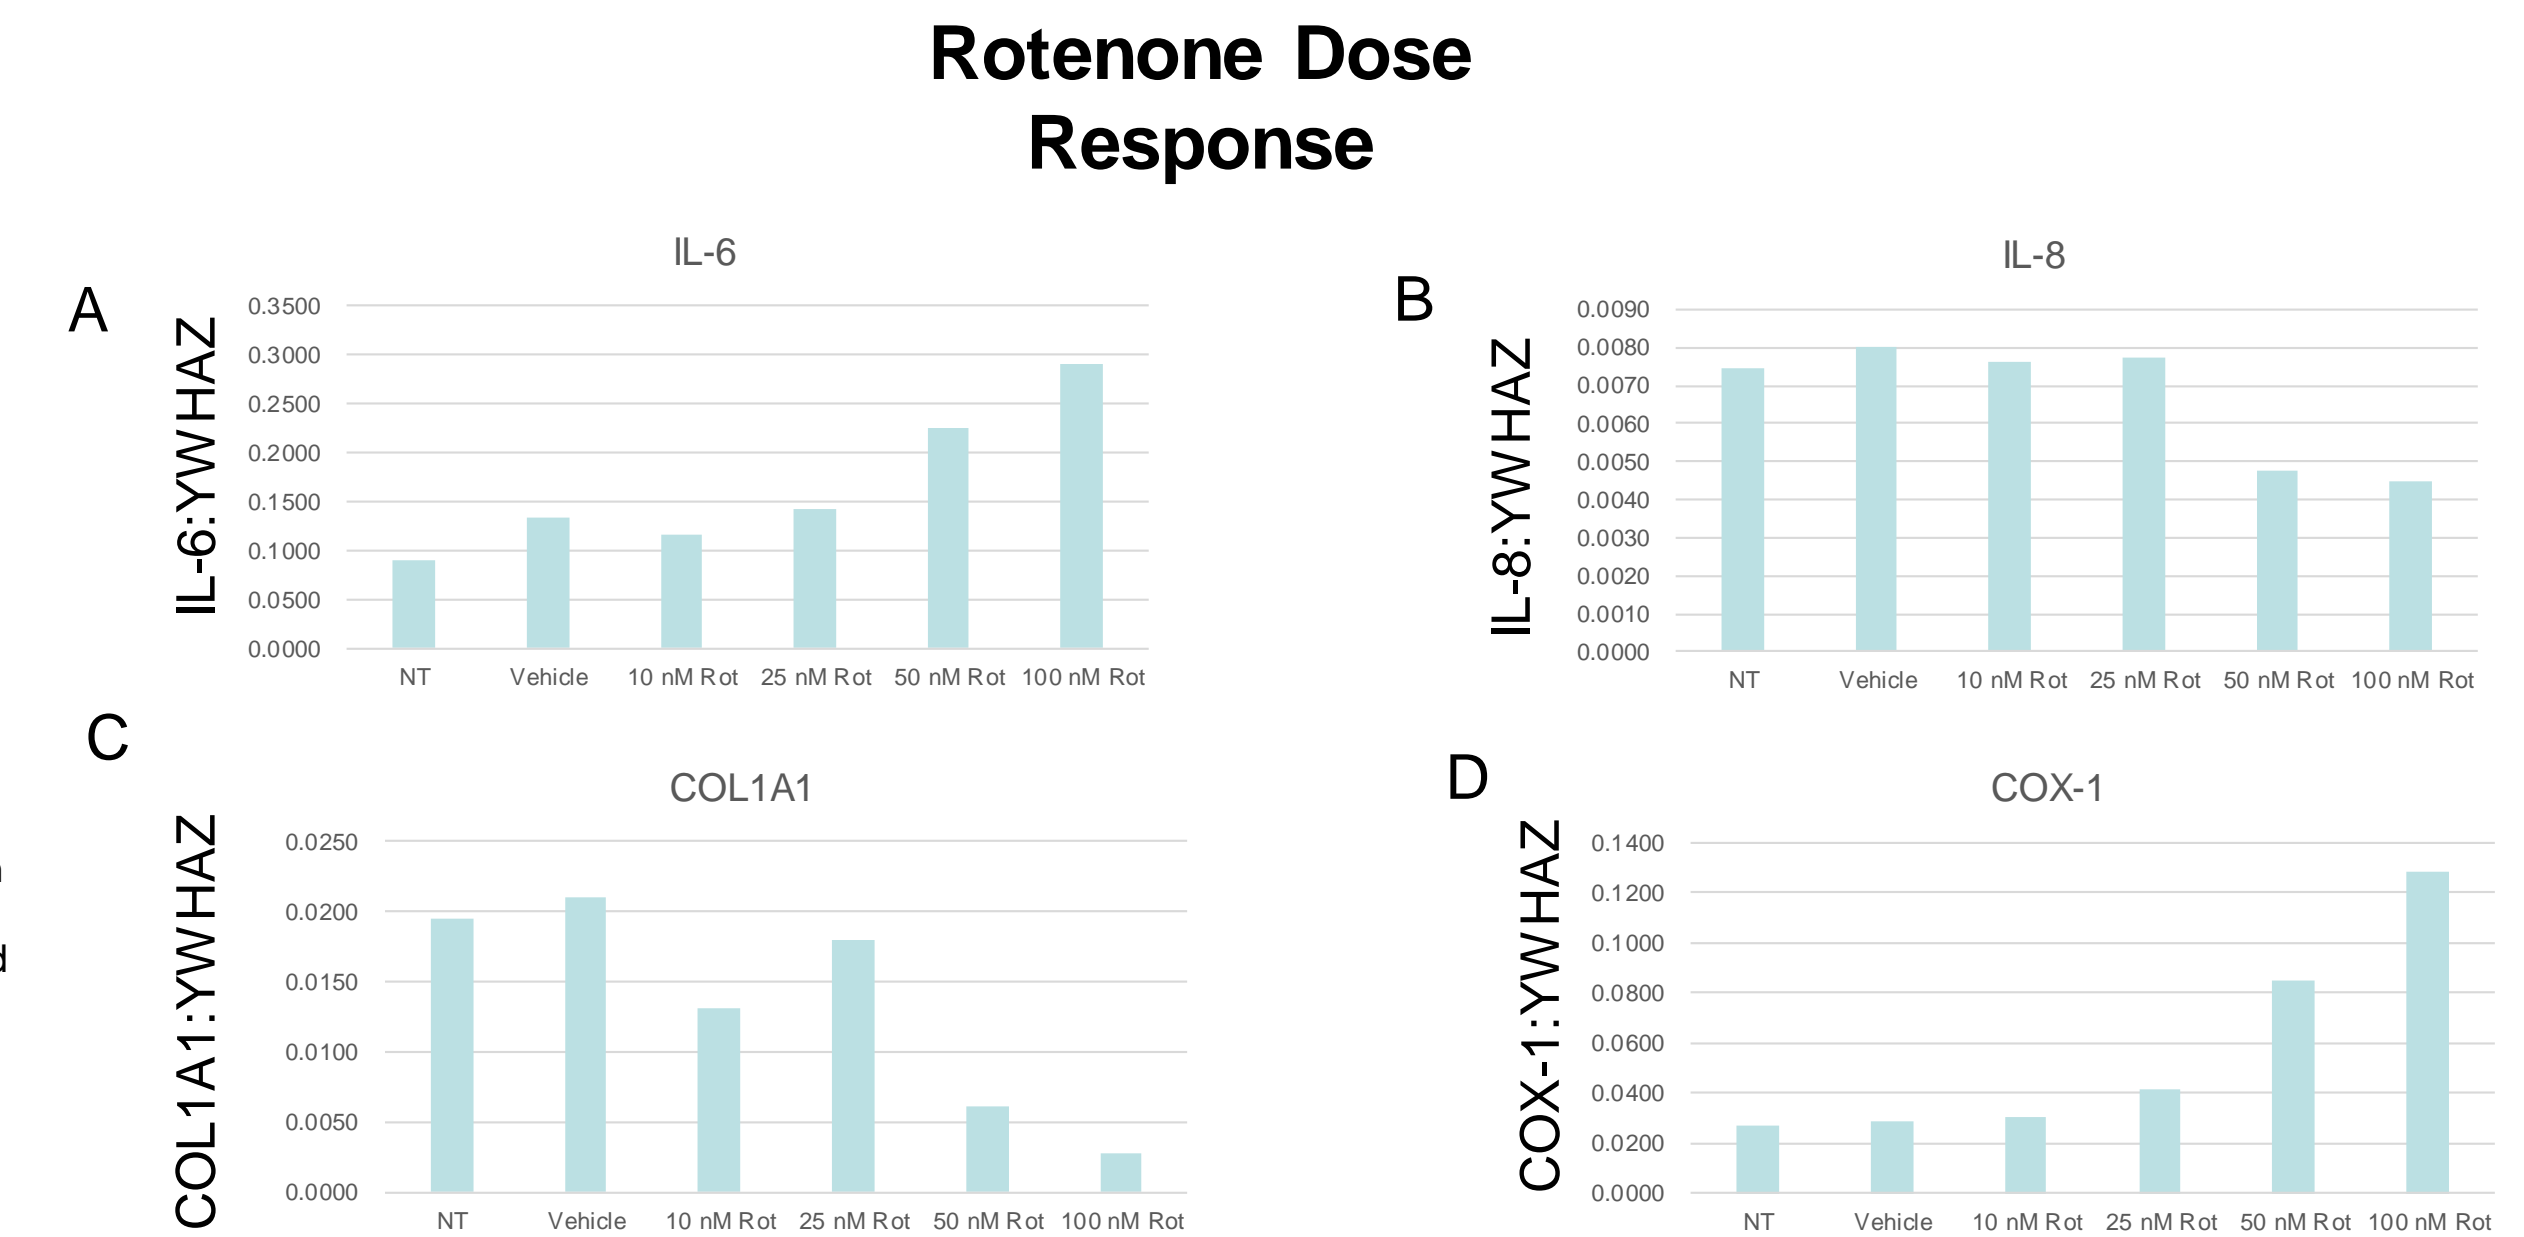 Rotenone Dose
Response
A
IL-6
IL-6:YWHAZ
0.3500
0.3000
0.2500
0.2000
0.1500
0.1000
0.0500
0.0000
NT Vehicle 10 nM Rot 25 nM Rot 50 nM Rot 100 nM Rot
B
IL-8
IL-8:YWHAZ
0.0090
0.0080
0.0070
0.0060
0.0050
0.0040
0.0030
0.0020
0.0010
0.0000
NT Vehicle 10 nM Rot 25 nM Rot 50 nM Rot 100 nM Rot
C
COL1A1
COL1A1:YWHAZ
0.0250
0.0200
0.0150
0.0100
0.0050
0.0000
NT Vehicle 10 nM Rot 25 nM Rot 50 nM Rot 100 nM Rot
D
COX-1
COX-1:YWHAZ
0.1400
0.1200
0.1000
0.0800
0.0600
0.0400
0.0200
0.0000
NT Vehicle 10 nM Rot 25 nM Rot 50 nM Rot 100 nM Rot